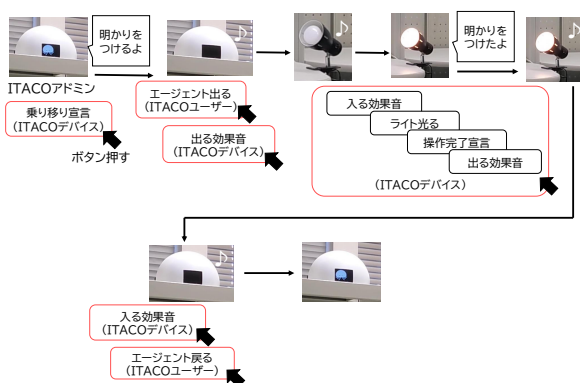 明かりを
つけるよ
明かりを
つけたよ
ITACOアドミン
乗り移り宣言
(ITACOデバイス)
ボタン押す
エージェント出る
(ITACOユーザー)
出る効果音
(ITACOデバイス)
入る効果音
ライト光る
操作完了宣言
出る効果音
(ITACOデバイス)
入る効果音
(ITACOデバイス)
エージェント戻る
(ITACOユーザー)